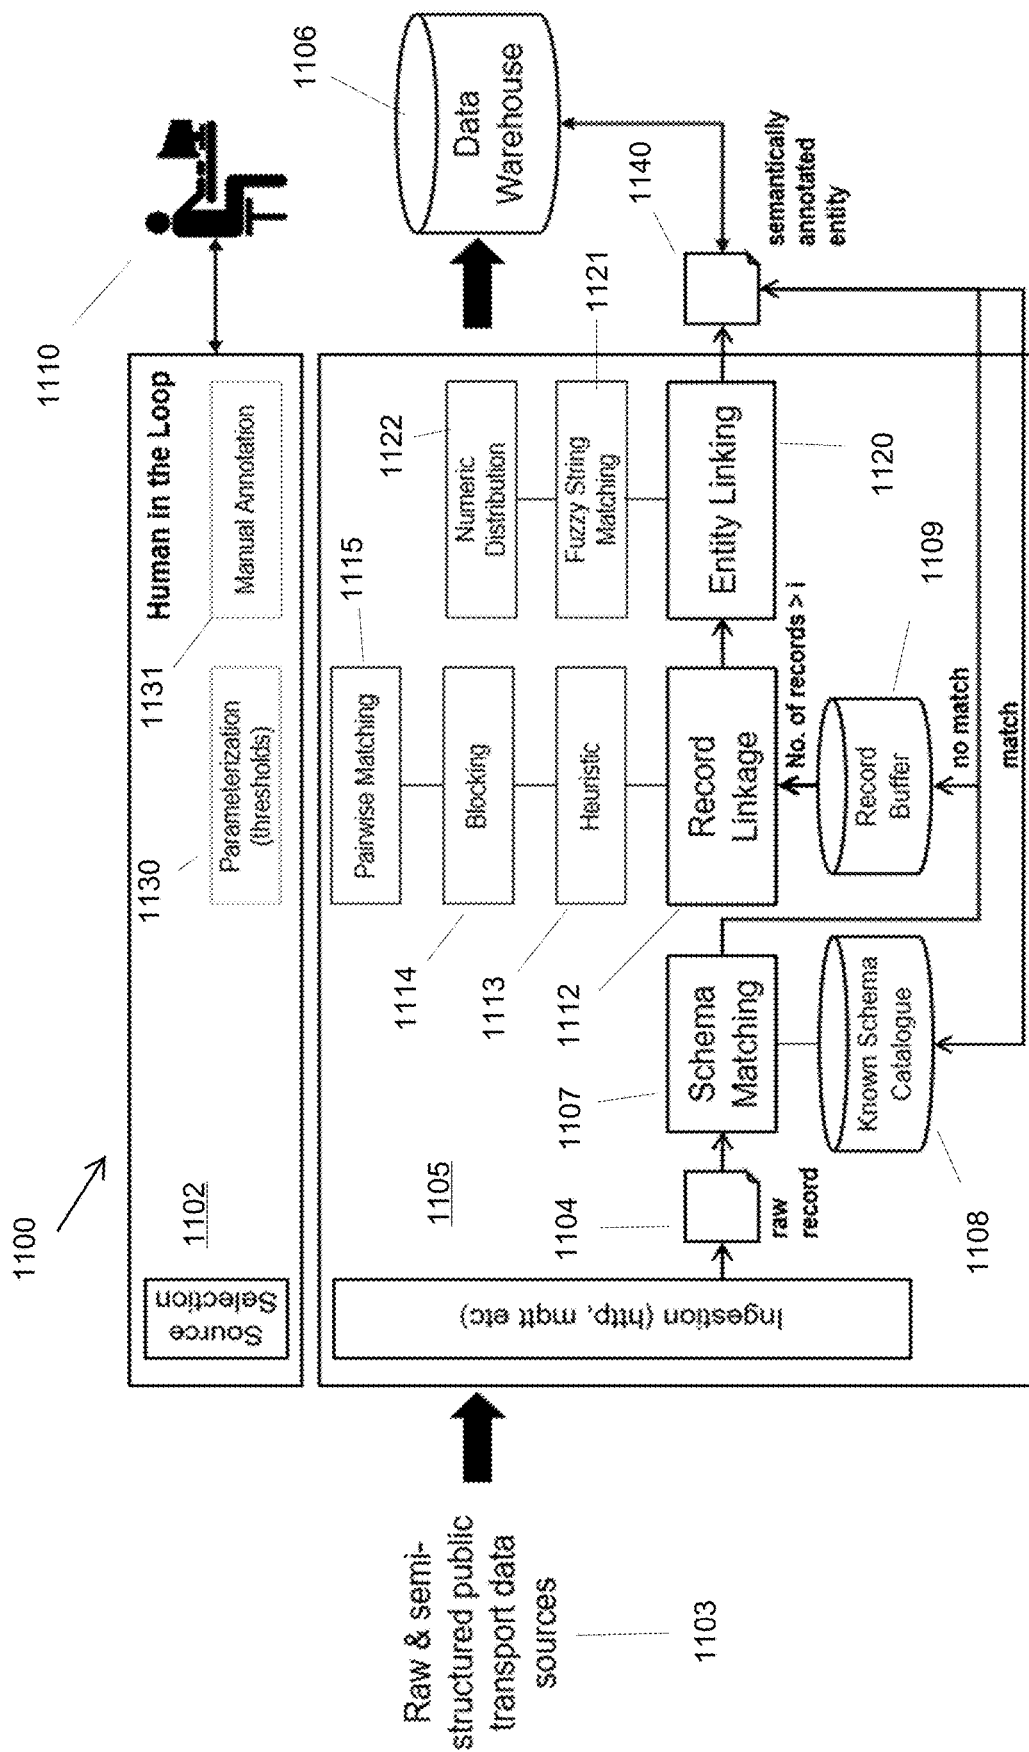 1100
1110
1106
Data
Warehouse
Human in the Loop
1102
Source
Selection
1130
Parameterization
(thresholds)
1131
Manual Annotation
Raw & semi-
structured public
transport data
sources
1103
1105
Ingestion (http, mqtt etc)
1104
raw
record
1107
Schema
Matching
Known Schema
Catalogue
1108
1115
Pairwise Matching
1114
Blocking
1113
Heuristic
1112
Record
Linkage
No. of records > i
Record
Buffer
1109
no match
match
1122
Numeric
Distribution
1121
Fuzzy String
Matching
Entity Linking
1120
1140
semantically
annotated
entity